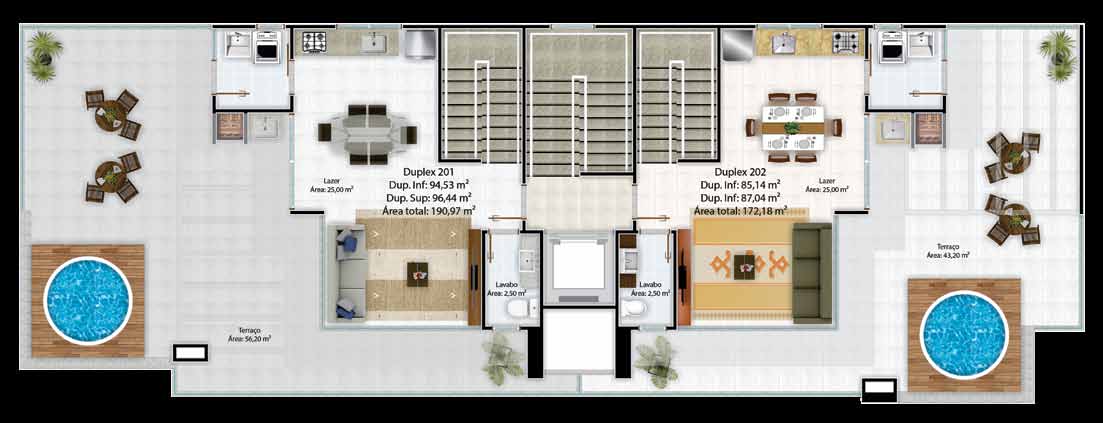 Duplex 201
Dup. Inf: 94,53 m²
Dup. Sup: 96,44 m²
Área total: 190,97 m²
Lazer
Área: 25,00 m²
Duplex 202
Dup. Inf: 85,14 m²
Dup. Inf: 87,04 m²
Área total: 172,18 m²
Lazer
Área: 25,00 m²
Terraço
Área: 43,20 m²
Lavabo
Área: 2,50 m²
Lavabo
Área: 2,50 m²
Terraço
Área: 56,20 m²